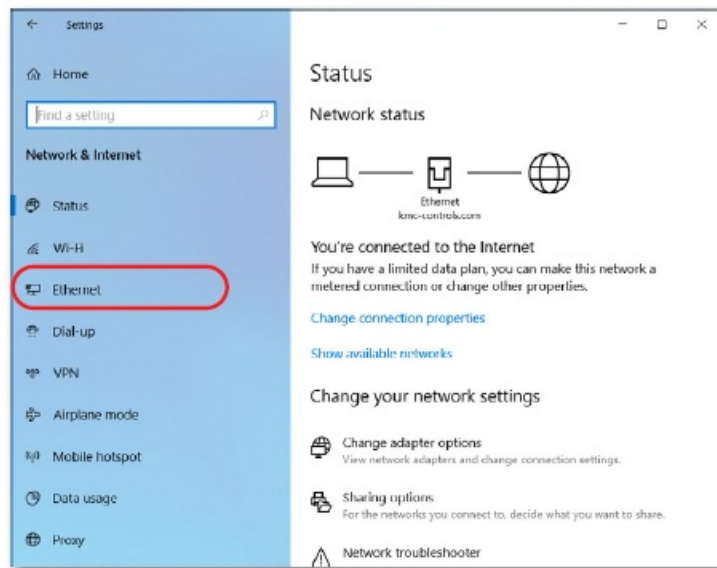 Settings
Home
Find a setting
Network & Internet
Status
Wi-Fi
Ethernet
Dial-up
VPN
Airplane mode
Mobile hotspot
Data usage
Proxy
Status
Network status
Ethernet
kmc-controls.com
You're connected to the Internet
If you have a limited data plan, you can make this network a
metered connection or change other properties.
Change connection properties
Show available networks
Change your network settings
Change adapter options
View network adapters and change connection settings.
Sharing options
For the networks you connect to, decide what you want to share.
Network troubleshooter